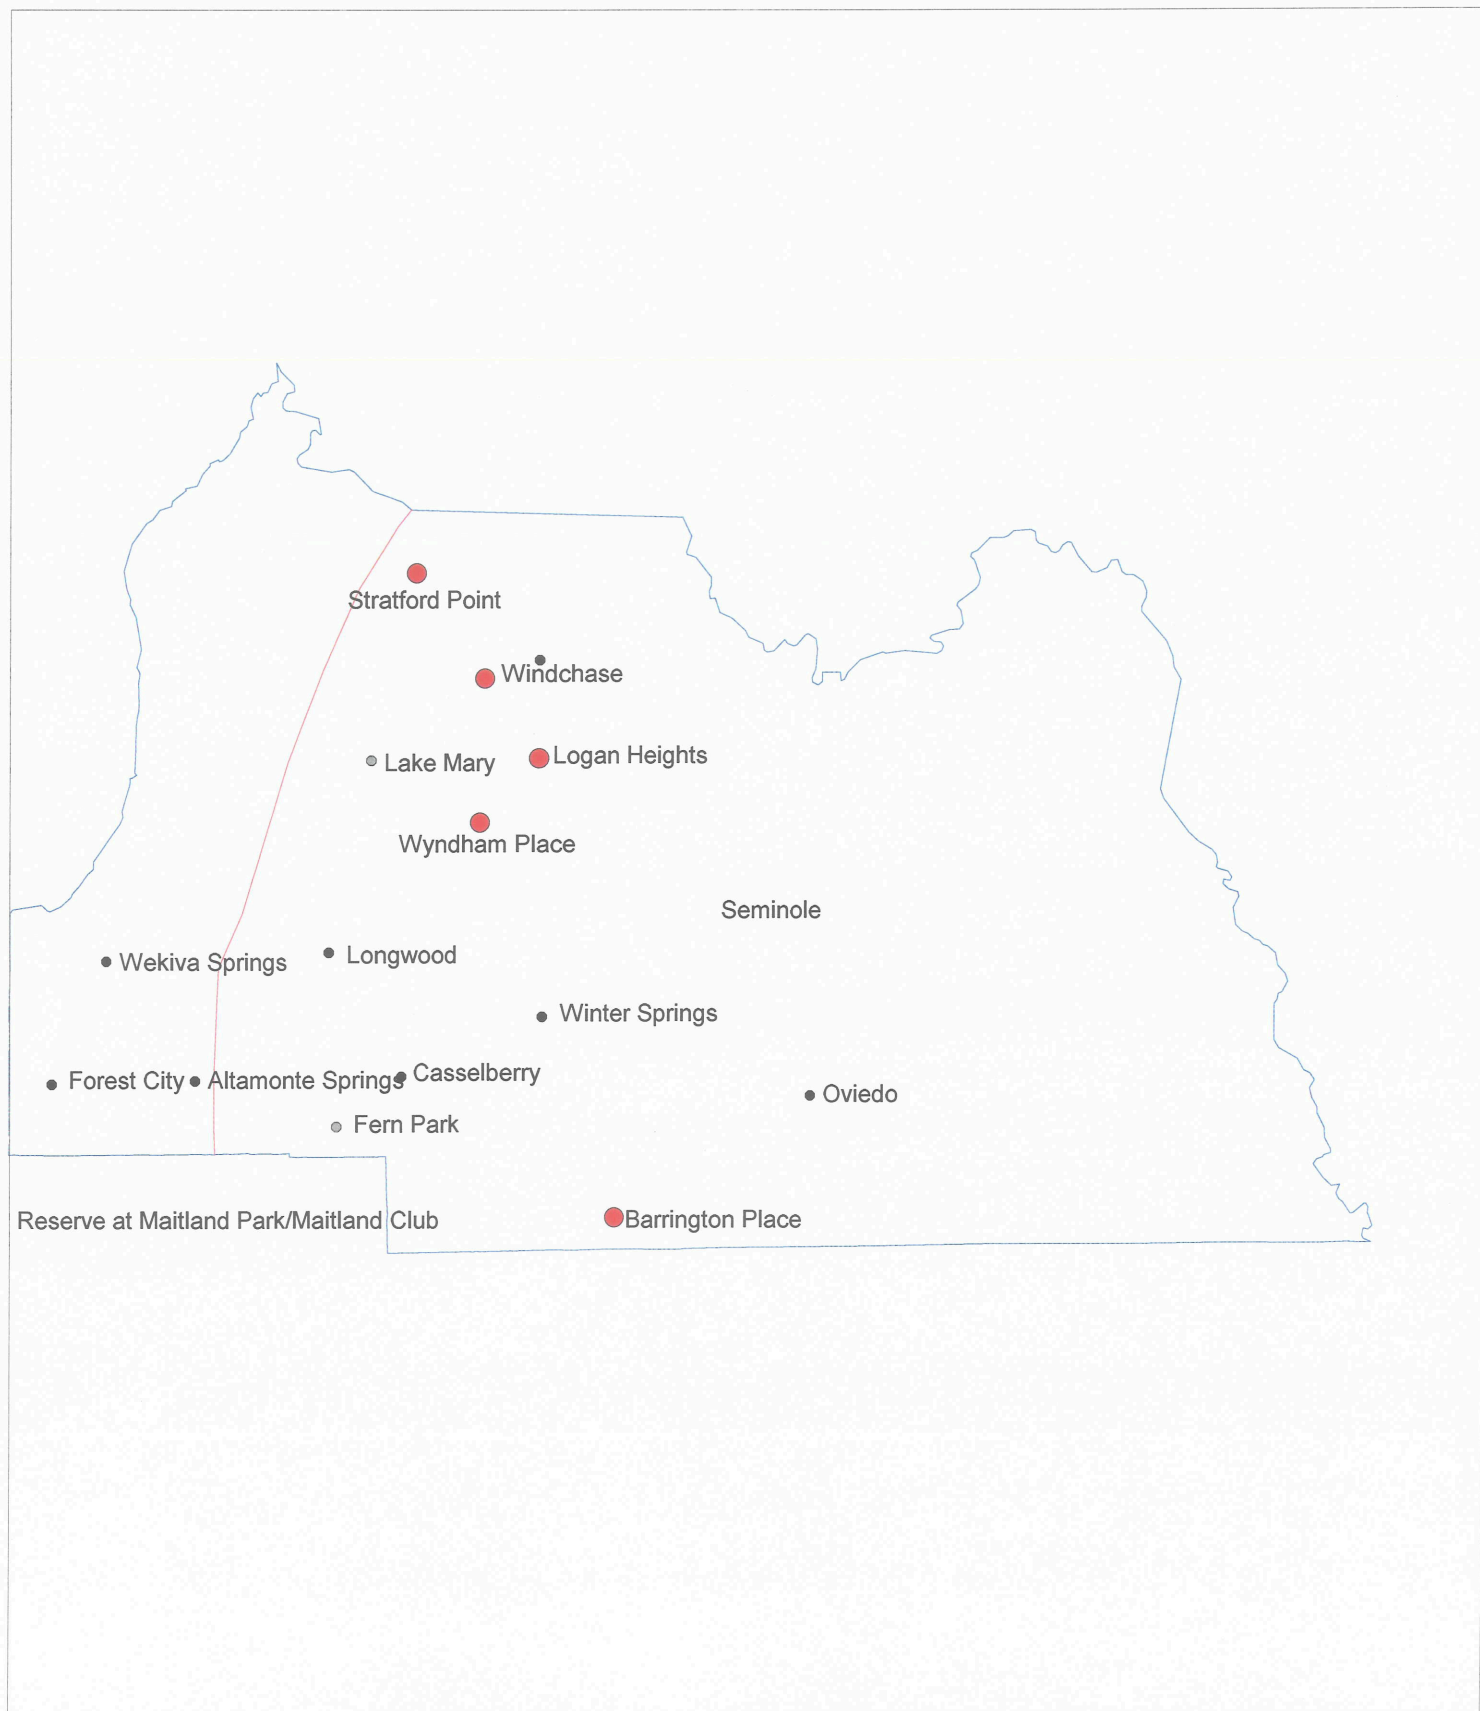 Stratford Point
Windchase
Logan Heights
Lake Mary
Wyndham Place
Seminole
Longwood
Wekiva Springs
Winter Springs
Casselberry
Forest City
Altamonte Springs
Oviedo
Fern Park
Barrington Place
Reserve at Maitland Park/Maitland Club